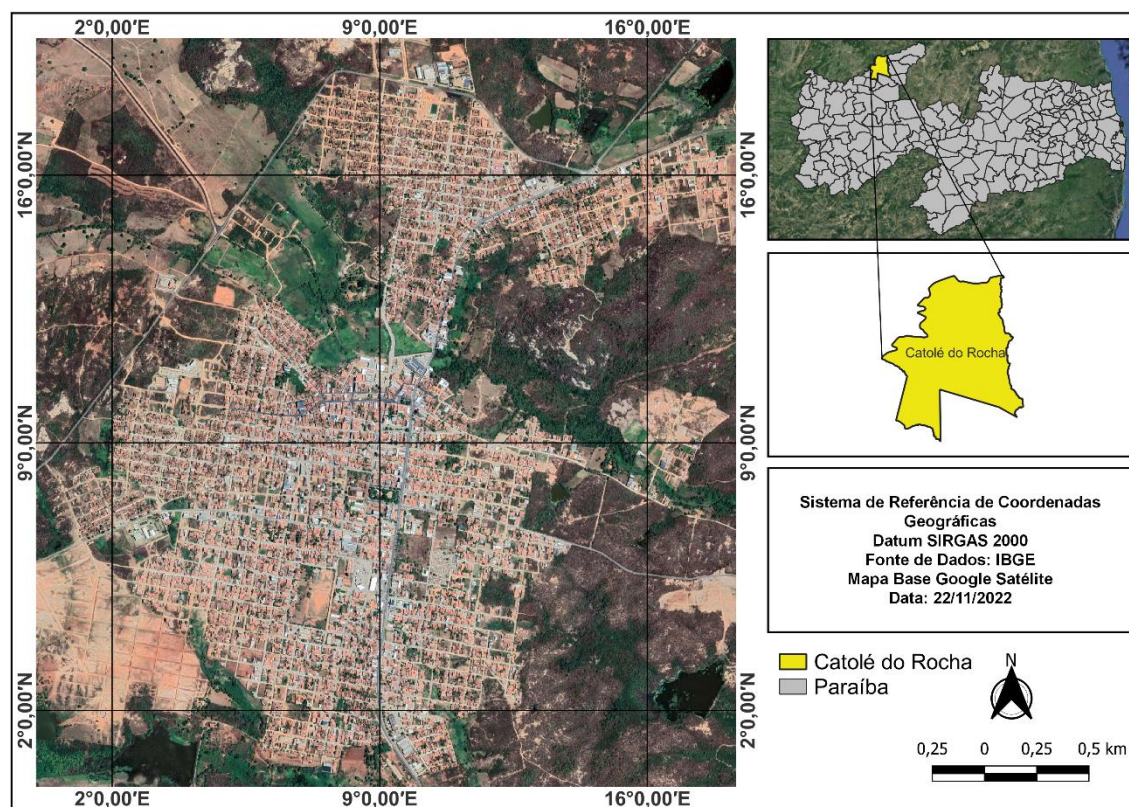 2°0,00′E 9°0,00′E 16°0,00′E
16°0,00′N 16°0,00′N
9°0,00′N 9°0,00′N
2°0,00′N 2°0,00′N
2°0,00′E 9°0,00′E 16°0,00′E
Catolé do Rocha
Sistema de Referência de Coordenadas
Geográficas
Datum SIRGAS 2000
Fonte de Dados: IBGE
Mapa Base Google Satélite
Data: 22/11/2022
Catolé do Rocha
Paraíba
N
0,25 0 0,25 0,5 km